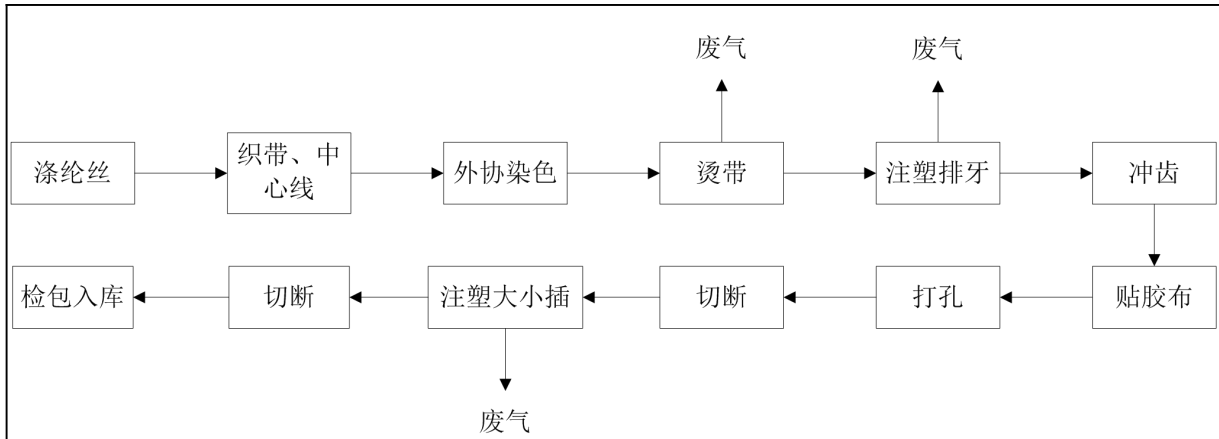 废气
废气
涤纶丝
织带、中
心线
外协染色
烫带
注塑排牙
冲齿
检包入库
切断
注塑大小插
切断
打孔
贴胶布
废气